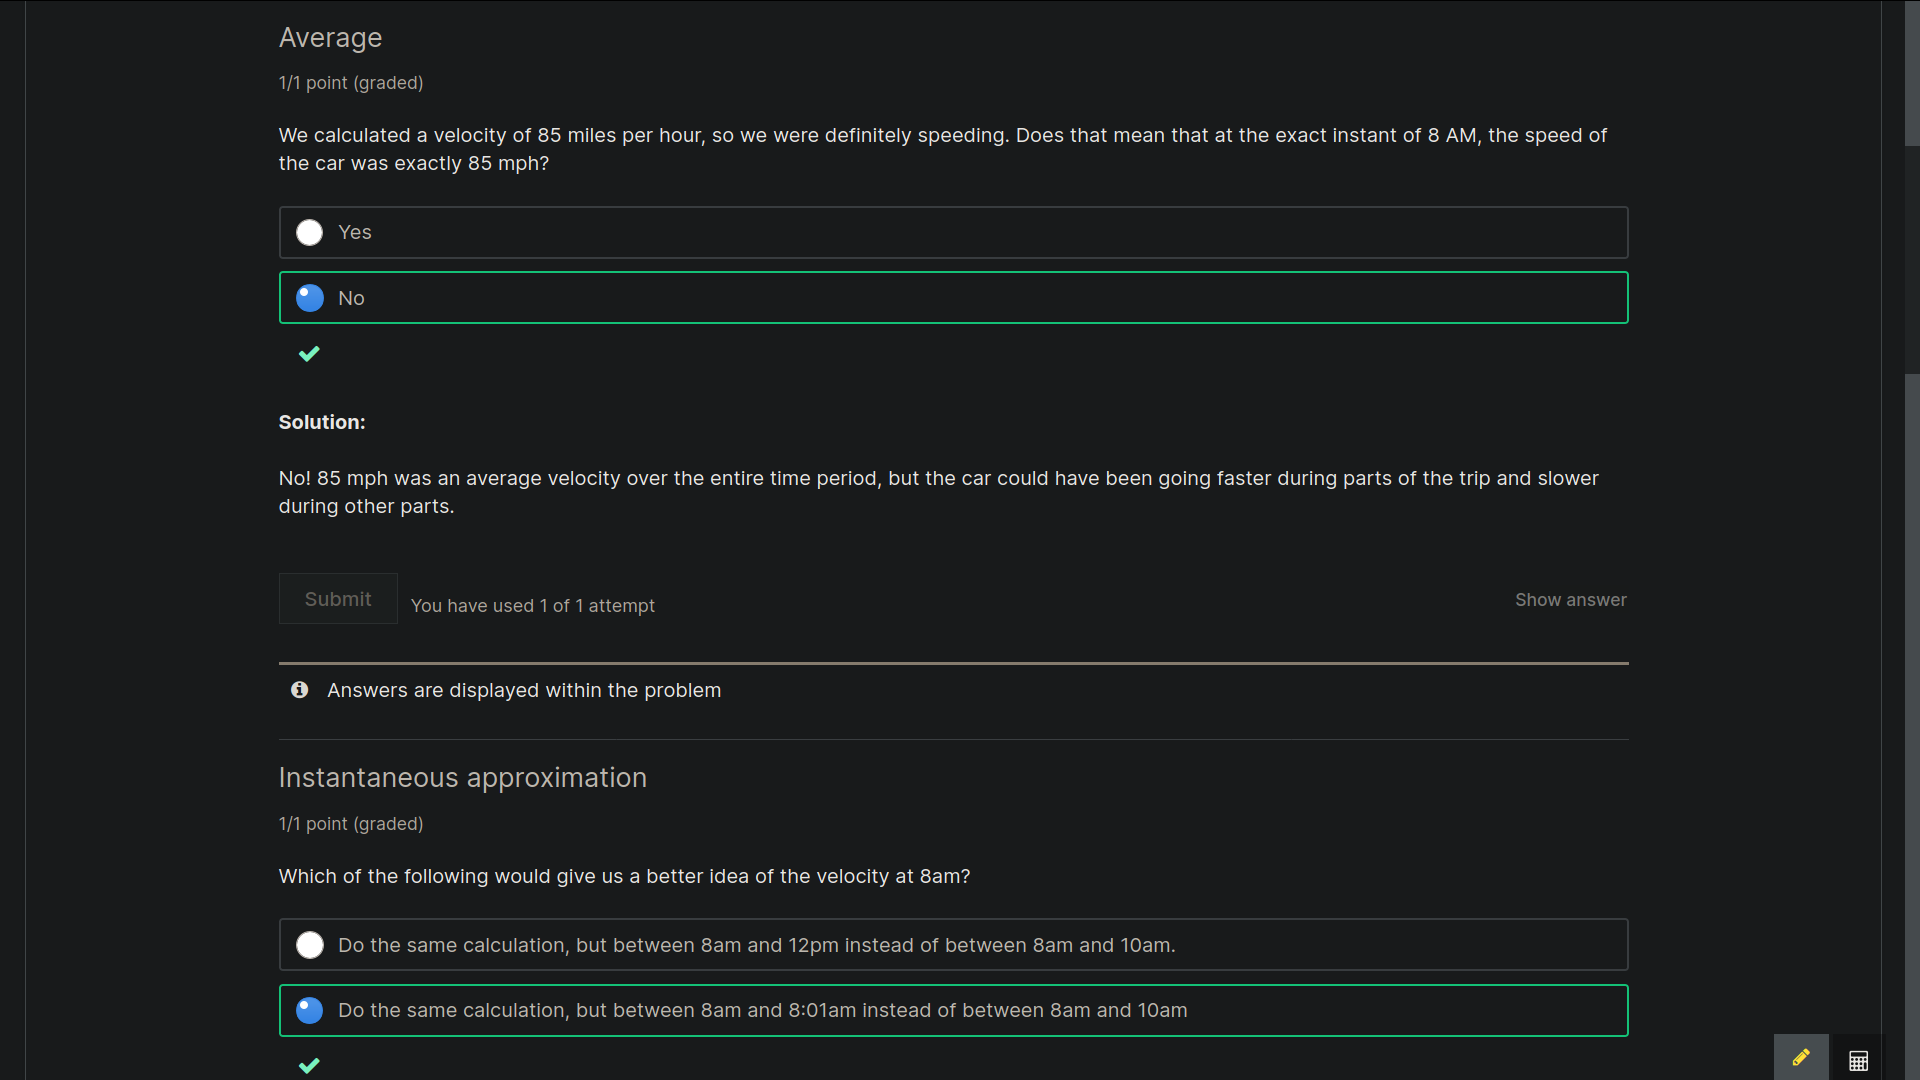 Average
1/1 point (graded)
We calculated a velocity of 85 miles per hour, so we were definitely speeding. Does that mean that at the exact instant of 8 AM, the speed of
the car was exactly 85 mph?
Yes
No
Solution:
No! 85 mph was an average velocity over the entire time period, but the car could have been going faster during parts of the trip and slower
during other parts.
Submit
You have used 1 of 1 attempt
Show answer
Answers are displayed within the problem
Instantaneous approximation
1/1 point (graded)
Which of the following would give us a better idea of the velocity at 8am?
Do the same calculation, but between 8am and 12pm instead of between 8am and 10am.
Do the same calculation, but between 8am and 8:01am instead of between 8am and 10am